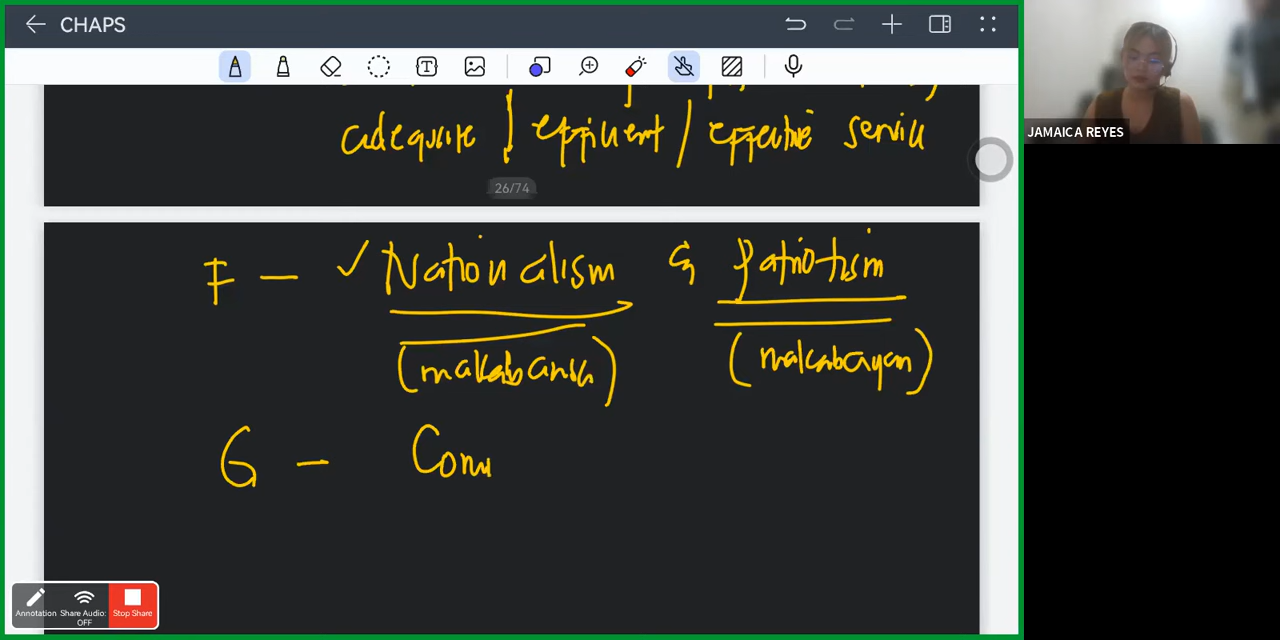 CHAPS
JAMAICA REYES
adequate / efficient / effective service
26/74
F - ✓ Nationalism & Patriotism
(makabansa) (makabayan)
G - Com
Annotation Share Audio: OFF Stop Share